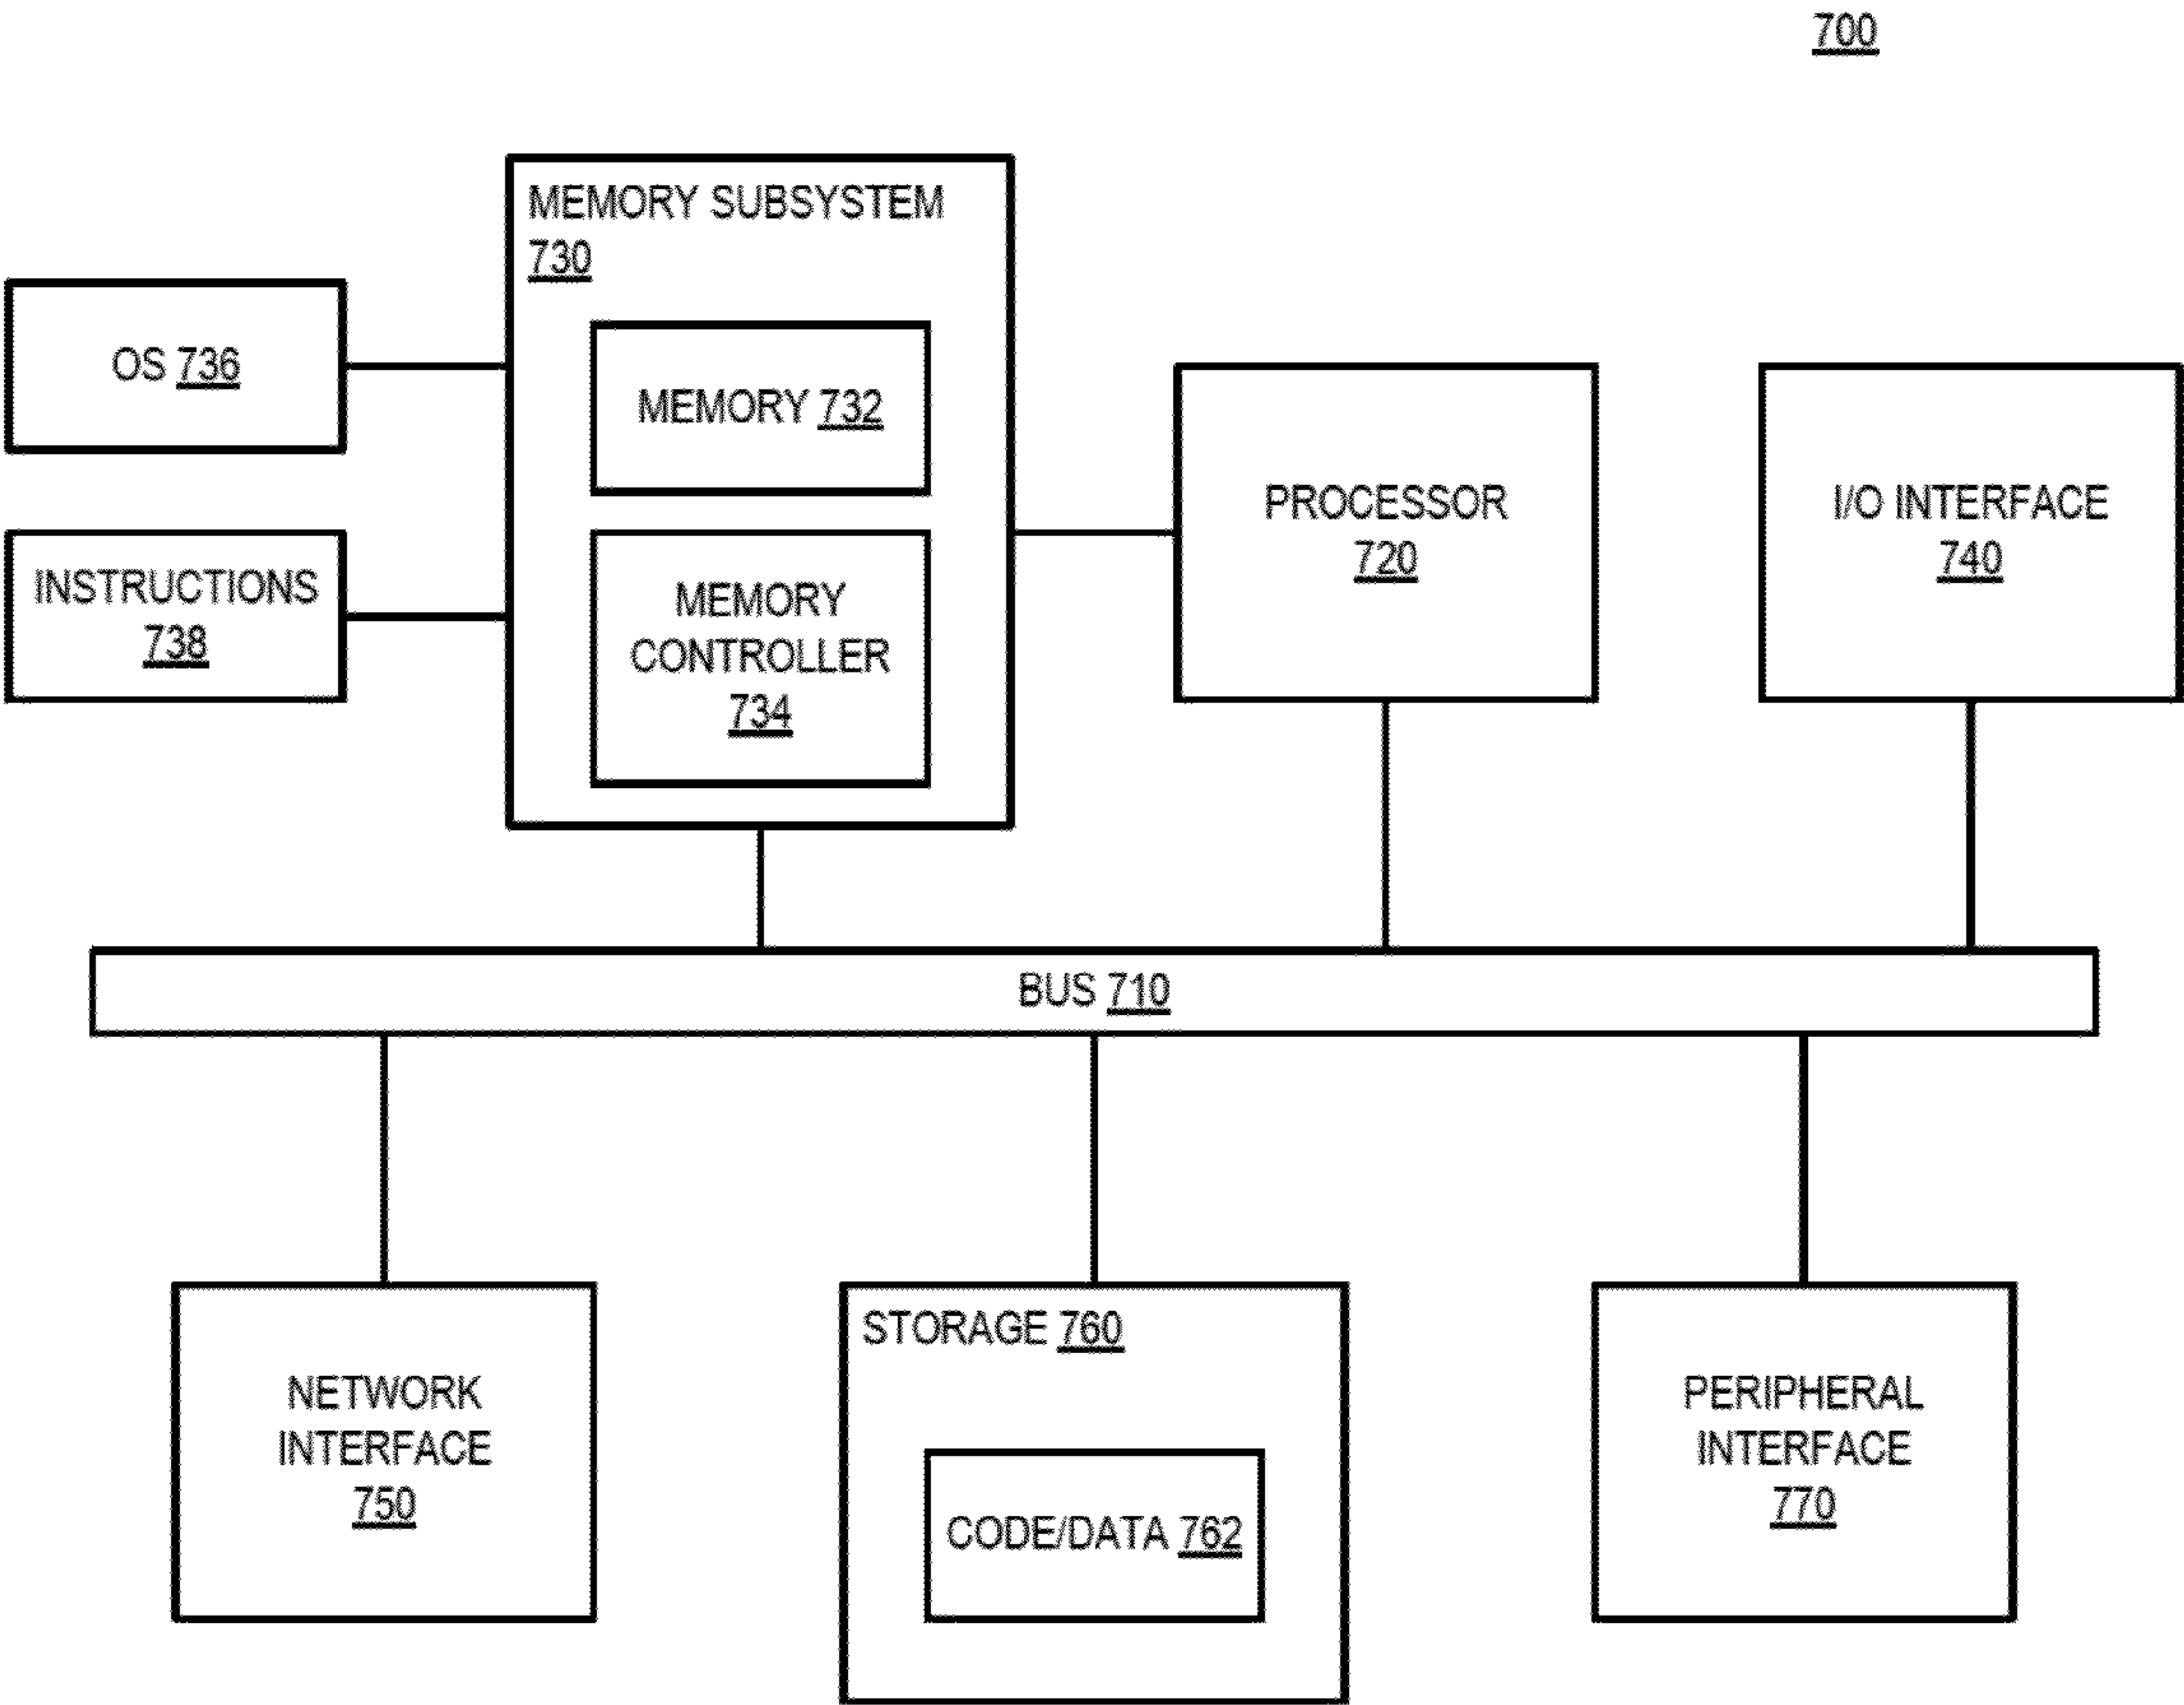 700
MEMORY SUBSYSTEM
730
OS 736
MEMORY 732
INSTRUCTIONS
738
MEMORY
CONTROLLER
734
PROCESSOR
720
I/O INTERFACE
740
BUS 710
NETWORK
INTERFACE
750
STORAGE 760
CODE/DATA 762
PERIPHERAL
INTERFACE
770